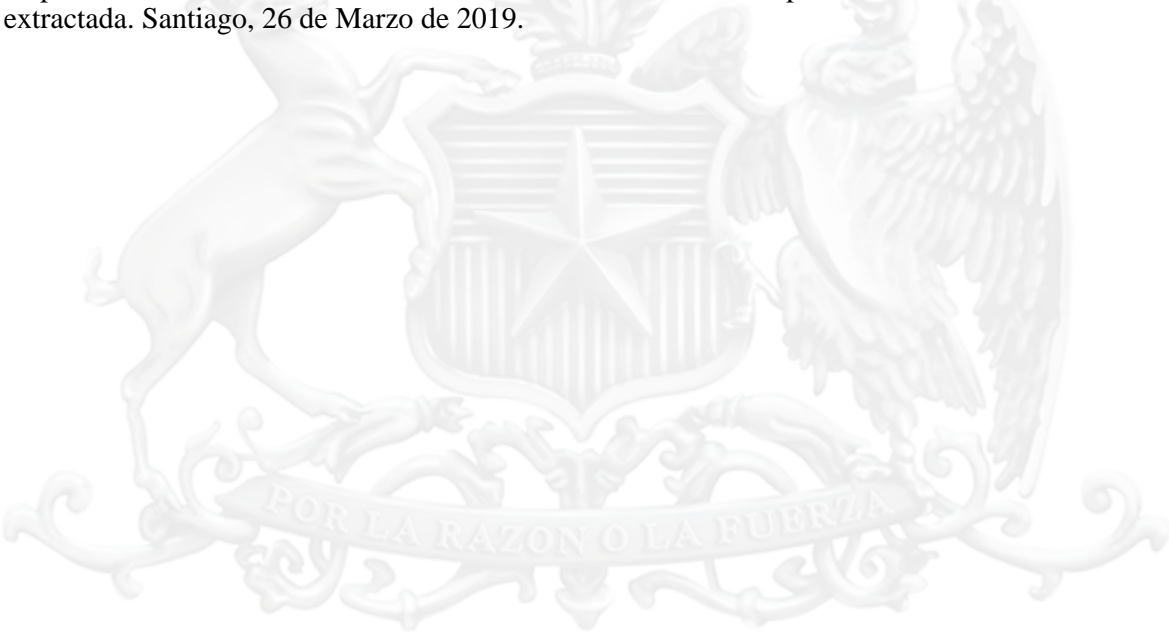 extractada. Santiago, 26 de Marzo de 2019.
POR LA RAZON O LA FUERZA